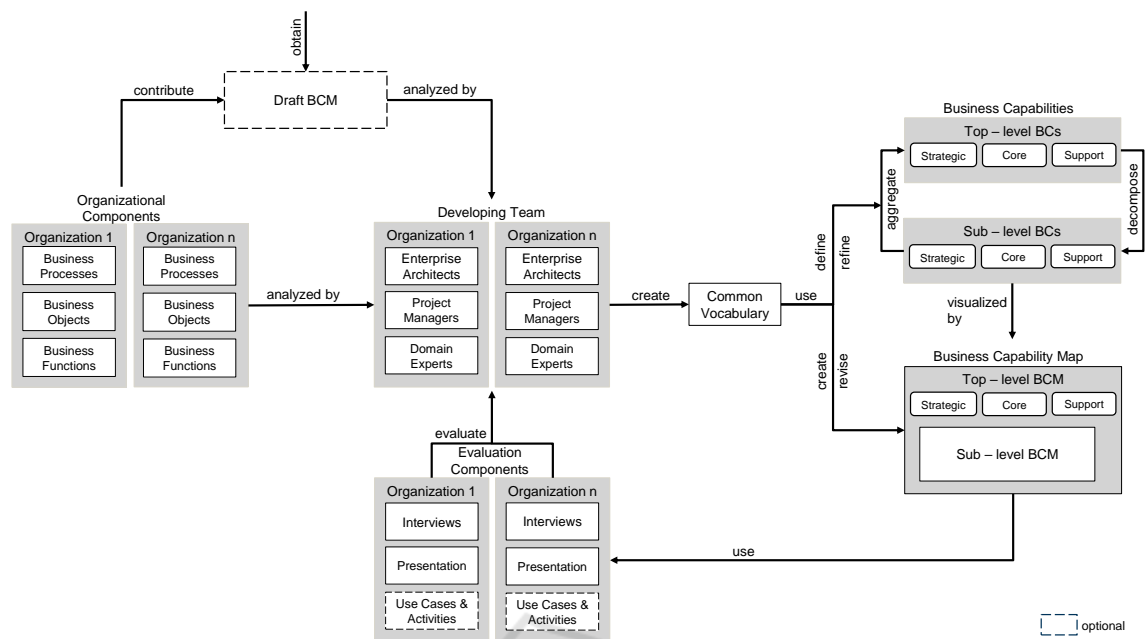 obtain
contribute
Draft BCM
analyzed by
Organizational
Components
Organization 1
Business
Processes
Business
Objects
Business
Functions
Organization n
Business
Processes
Business
Objects
Business
Functions
analyzed by
Developing Team
Organization 1
Enterprise
Architects
Project
Managers
Domain
Experts
Organization n
Enterprise
Architects
Project
Managers
Domain
Experts
create
Common
Vocabulary
use
define
refine
create
revise
Business Capabilities
Top – level BCs
Strategic
Core
Support
aggregate
decompose
Sub – level BCs
Strategic
Core
Support
visualized
by
Business Capability Map
Top – level BCM
Strategic
Core
Support
Sub – level BCM
use
evaluate
Evaluation
Components
Organization 1
Interviews
Presentation
Use Cases &
Activities
Organization n
Interviews
Presentation
Use Cases &
Activities
optional